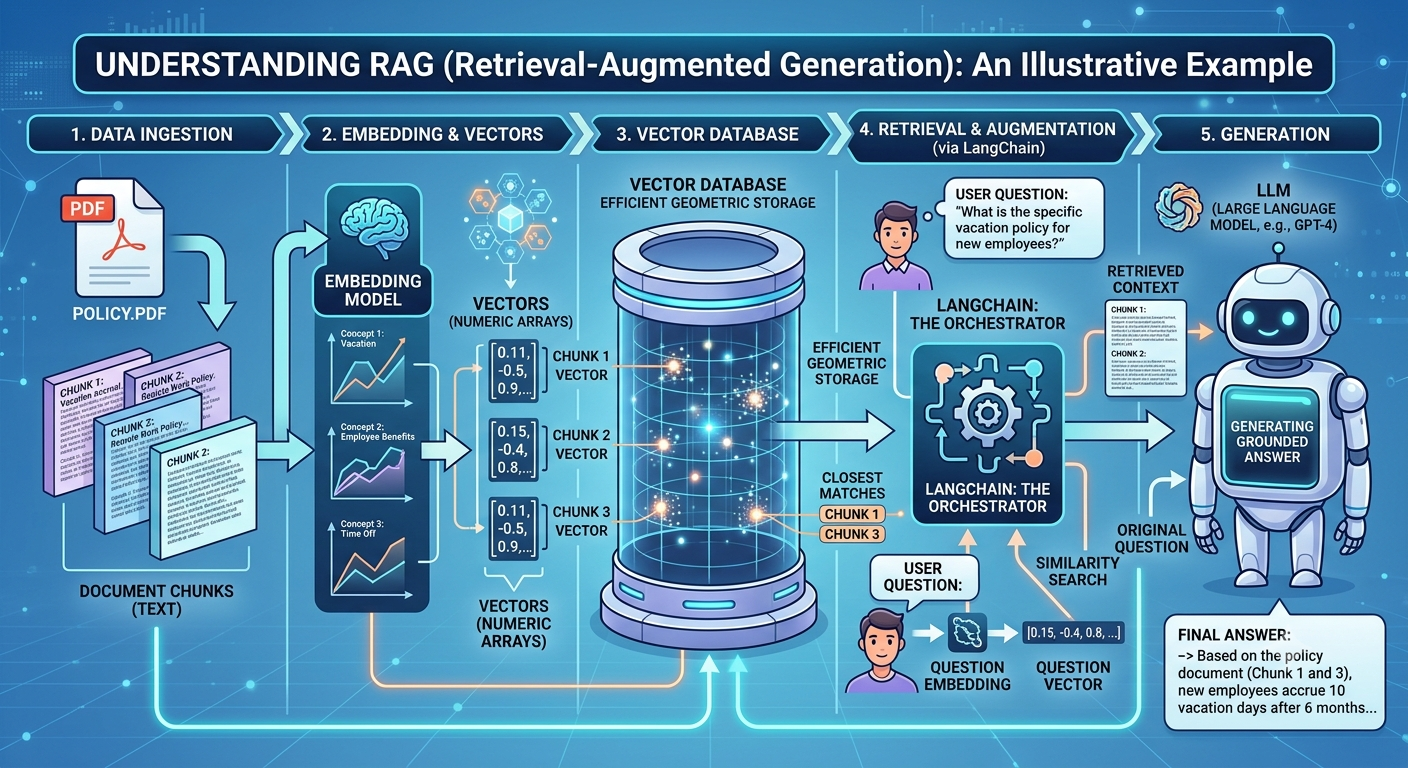 UNDERSTANDING RAG (Retrieval-Augmented Generation): An Illustrative Example
1. DATA INGESTION
2. EMBEDDING & VECTORS
3. VECTOR DATABASE
4. RETRIEVAL & AUGMENTATION
(via LangChain)
5. GENERATION
PDF
POLICY.PDF
CHUNK 1:
CHUNK 2:
CHUNK 2:
CHUNK 2:
DOCUMENT CHUNKS
(TEXT)
EMBEDDING
MODEL
Concept 1:
Vacation
Concept 2;
Employee Benefits
Concept 3:
Time Off
VECTORS
(NUMERIC ARRAYS)
[0.11,
-0.5,
0.9,...]
CHUNK 1
VECTOR
[0.15,
-0.4,
0.8,...]
CHUNK 2
VECTOR
[0.11,
-0.5,
0.9,...]
CHUNK 3
VECTOR
VECTORS
(NUMERIC
ARRAYS)
VECTOR DATABASE
EFFICIENT GEOMETRIC STORAGE
EFFICIENT
GEOMETRIC
STORAGE
CLOSEST
MATCHES
CHUNK 1
CHUNK 3
USER QUESTION:
"What is the specific
vacation policy for
new employees?"
LANGCHAIN:
THE ORCHESTRATOR
LANGCHAIN: THE
ORCHESTRATOR
USER
QUESTION:
QUESTION
EMBEDDING
[0.15, -0.4, 0.8, ...]
QUESTION
VECTOR
SIMILARITY
SEARCH
RETRIEVED
CONTEXT
CHUNK 1:
CHUNK 2:
ORIGINAL
QUESTION
LLM
(LARGE LANGUAGE
MODEL, e.g., GPT-4)
GENERATING
GROUNDED
ANSWER
FINAL ANSWER:
–> Based on the policy
document (Chunk 1 and 3),
new employees accrue 10
vacation days after 6 months...